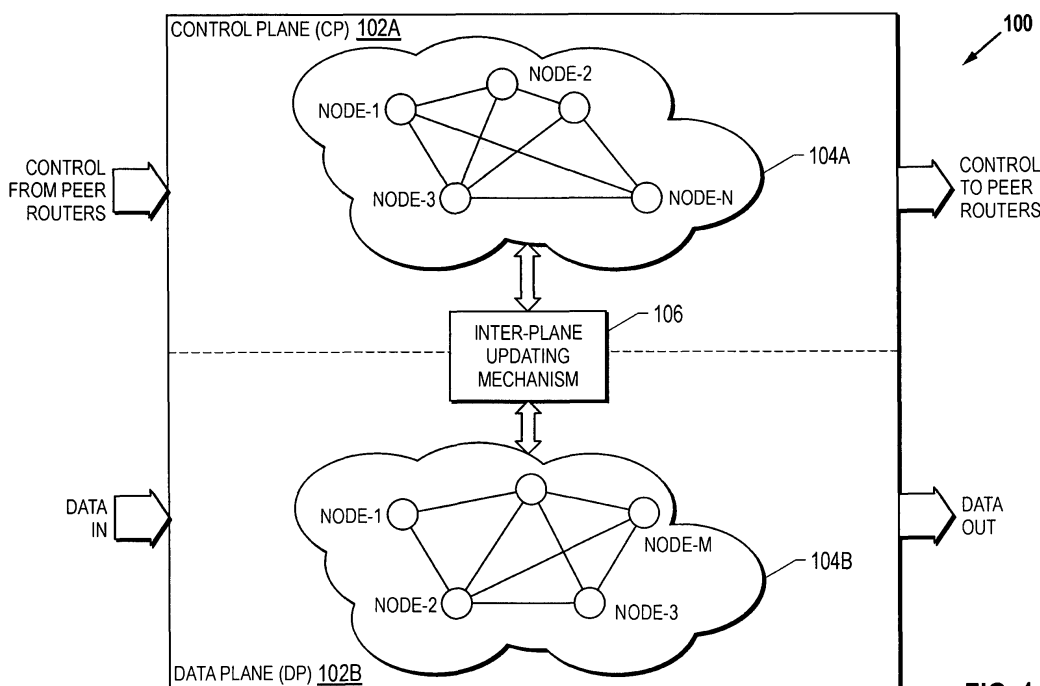 CONTROL PLANE (CP) 102A
100
NODE-2
NODE-1
104A
CONTROL
FROM PEER
ROUTERS
CONTROL
TO PEER
ROUTERS
NODE-3
NODE-N
106
INTER-PLANE
UPDATING
MECHANISM
DATA
IN
NODE-1
NODE-M
DATA
OUT
104B
NODE-2
NODE-3
DATA PLANE (DP) 102B